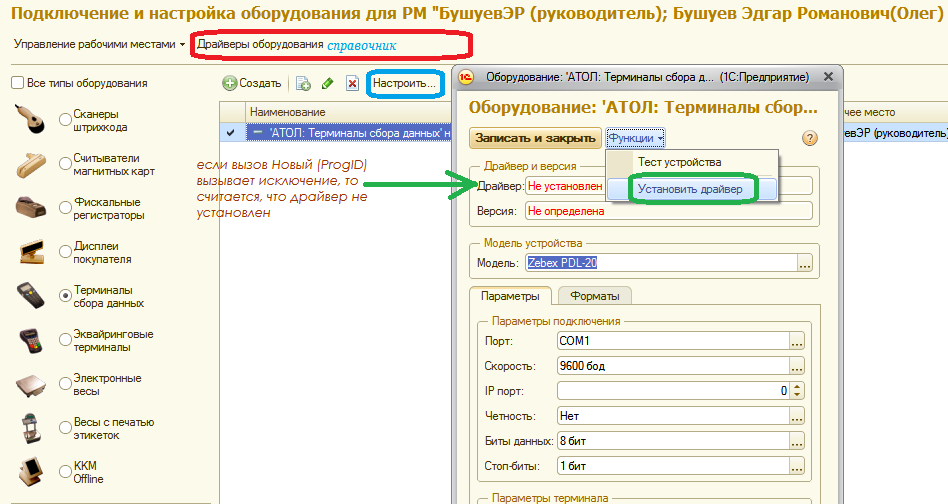 Подключение и настройка оборудования для РМ "БушуевЭР (руководитель); Бушуев Эдгар Романович(Олег)
Управление рабочими местами
Драйверы оборудования справочник
Все типы оборудования
Сканеры
штрихкода
Считыватели
магнитных карт
Фискальные
регистраторы
Дисплеи
покупателя
Терминалы
сбора данных
Эквайринговые
терминалы
Электронные
весы
Весы с печатью
этикеток
ККМ
Offline
Создать
Настроить...
Наименование
чее место
'АТОЛ: Терминалы сбора данных' н
евЭР (руководитель)
если вызов Новый (ProgID)
вызывает исключение, то
считается, что драйвер не
установлен
Оборудование: 'АТОЛ: Терминалы сбора д... (1С:Предприятие)
Оборудование: 'АТОЛ: Терминалы сбор...
Записать и закрыть
Функции
Тест устройства
Установить драйвер
Драйвер и версия
Драйвер: Не установлен
Версия: Не определена
Модель устройства
Модель: Zebex PDL-20
Параметры
Форматы
Параметры подключения
Порт: COM1
Скорость: 9600 бод
IP порт: 0
Четность: Нет
Биты данных: 8 бит
Стоп-биты: 1 бит
Параметры терминала